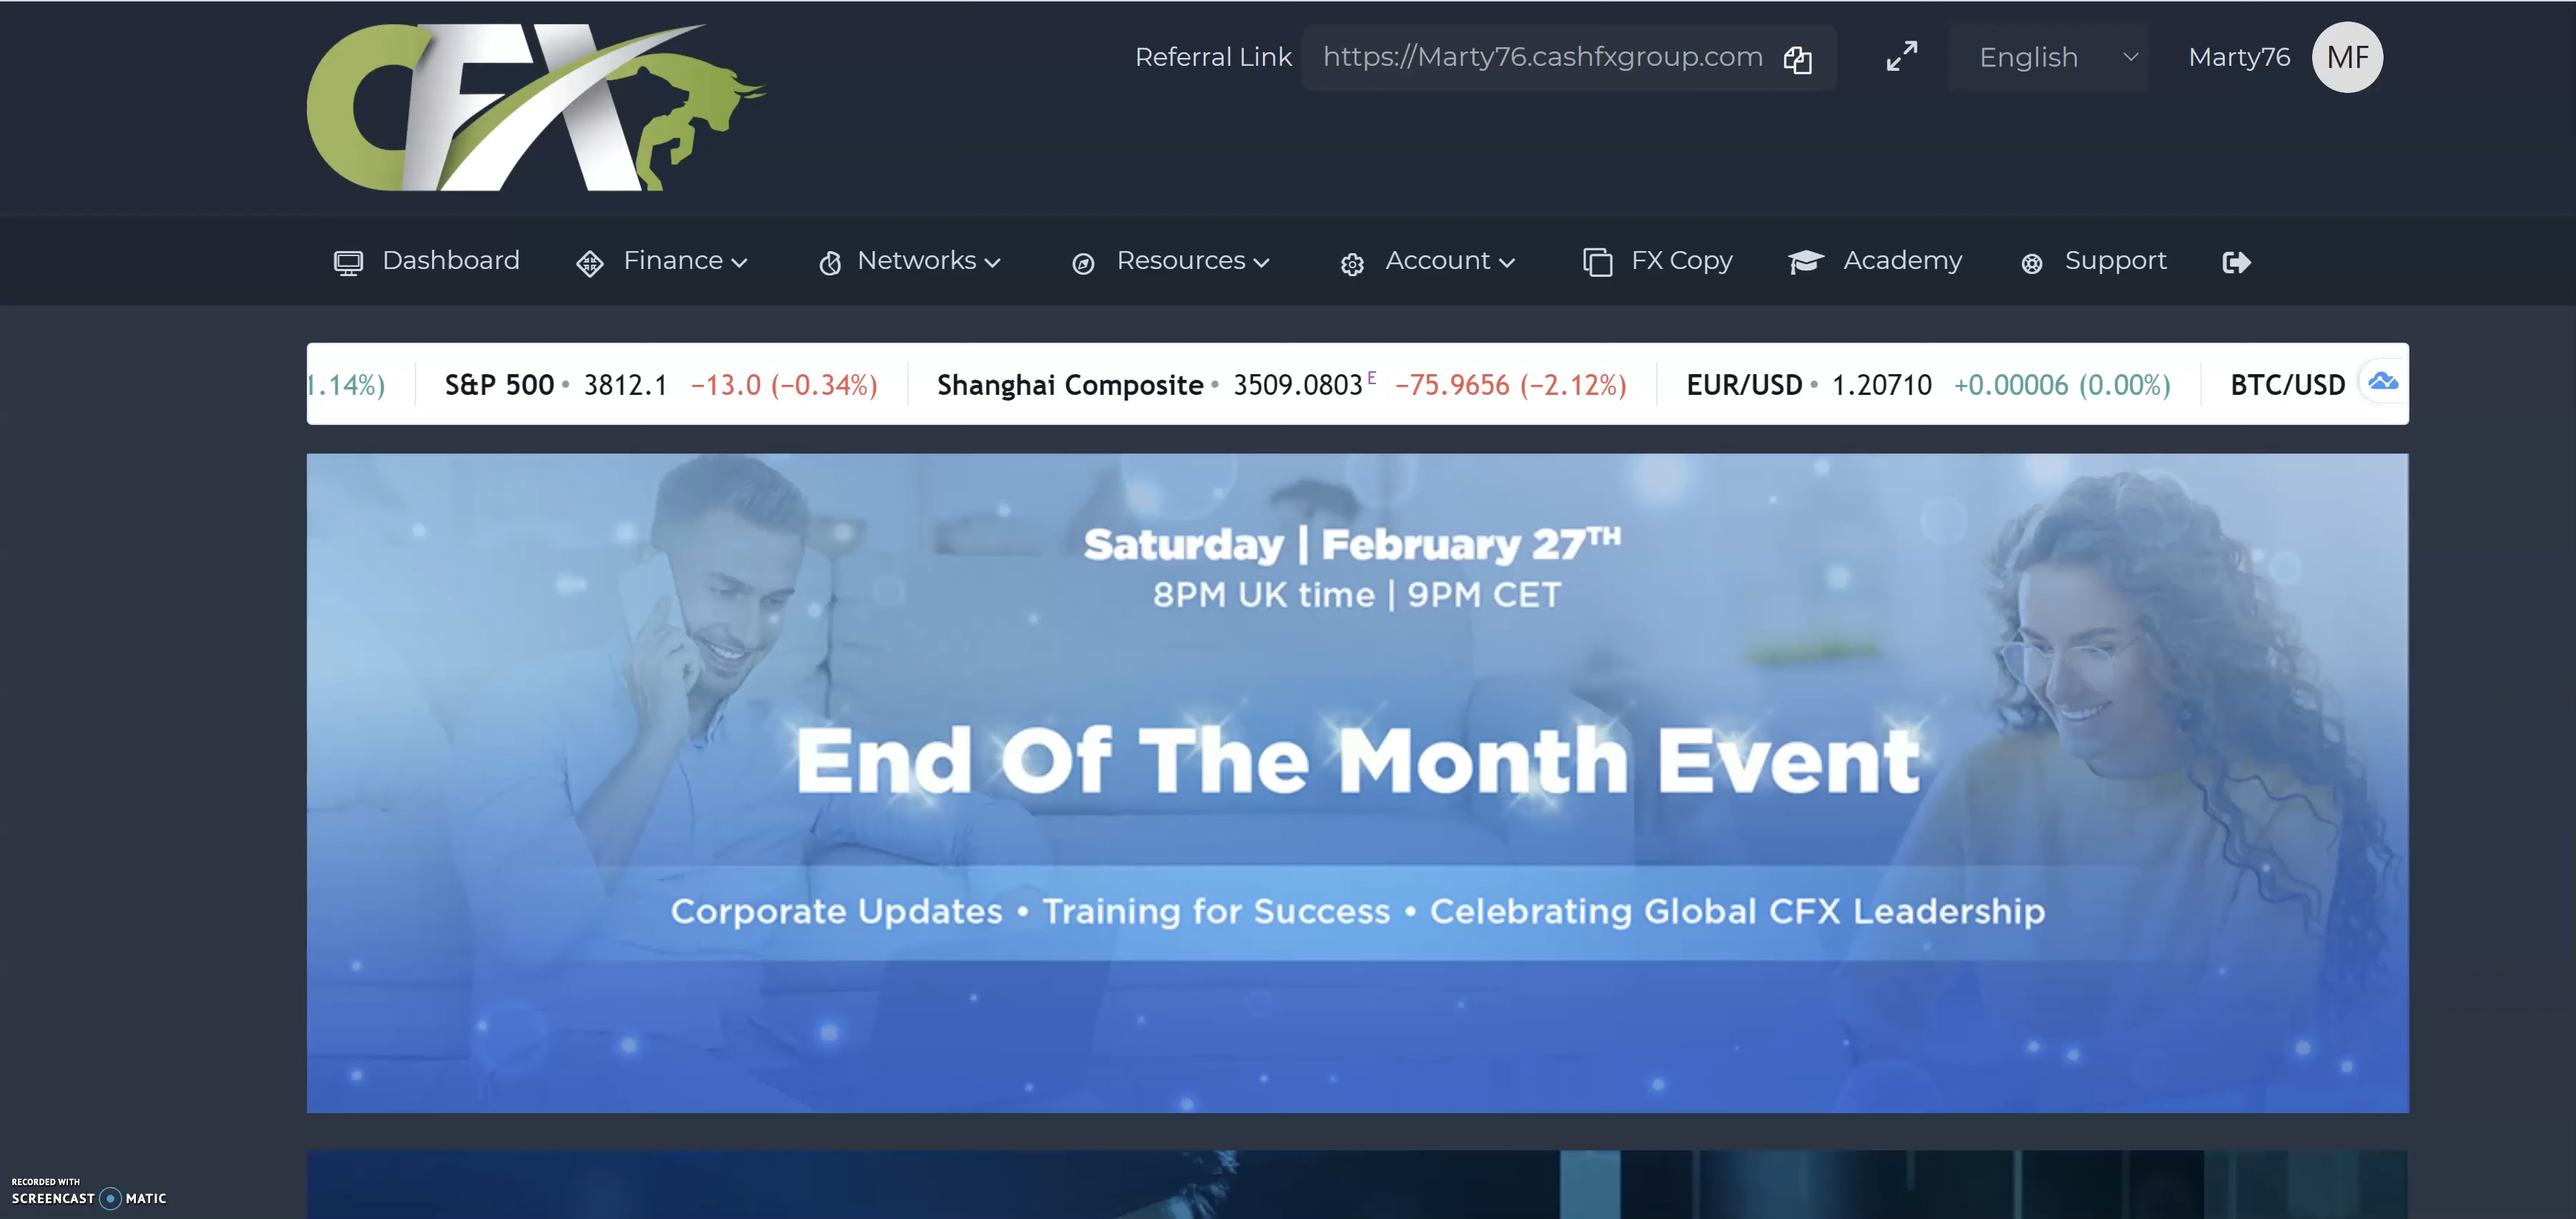 CFX
Referral Link https://Marty76.cashfxgroup.com English Marty76 MF
Dashboard Finance Networks Resources Account FX Copy Academy Support
1.14%) S&P 500 • 3812.1 −13.0 (−0.34%) Shanghai Composite • 3509.0803 E −75.9656 (−2.12%) EUR/USD • 1.20710 +0.00006 (0.00%) BTC/USD
Saturday | February 27TH
8PM UK time | 9PM CET
End Of The Month Event
Corporate Updates • Training for Success • Celebrating Global CFX Leadership
RECORDED WITH
SCREENCAST MATIC